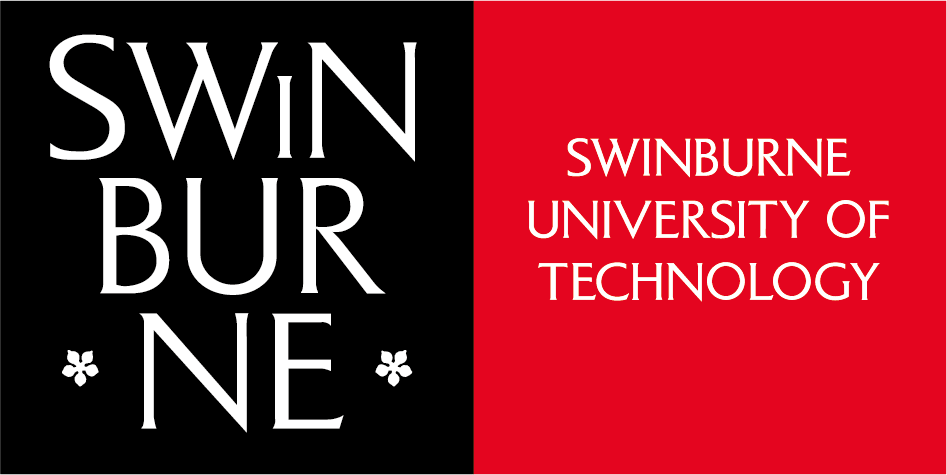 SWiN
BUR
NE
SWINBURNE
UNIVERSITY OF
TECHNOLOGY